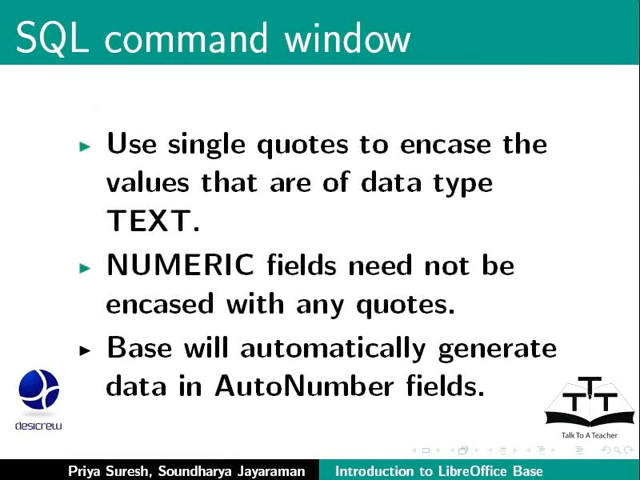 SQL command window
Use single quotes to encase the
values that are of data type
TEXT.
NUMERIC fields need not be
encased with any quotes.
Base will automatically generate
data in AutoNumber fields.
desicrew
TTT
Talk To A Teacher
Priya Suresh, Soundharya Jayaraman
Introduction to LibreOffice Base